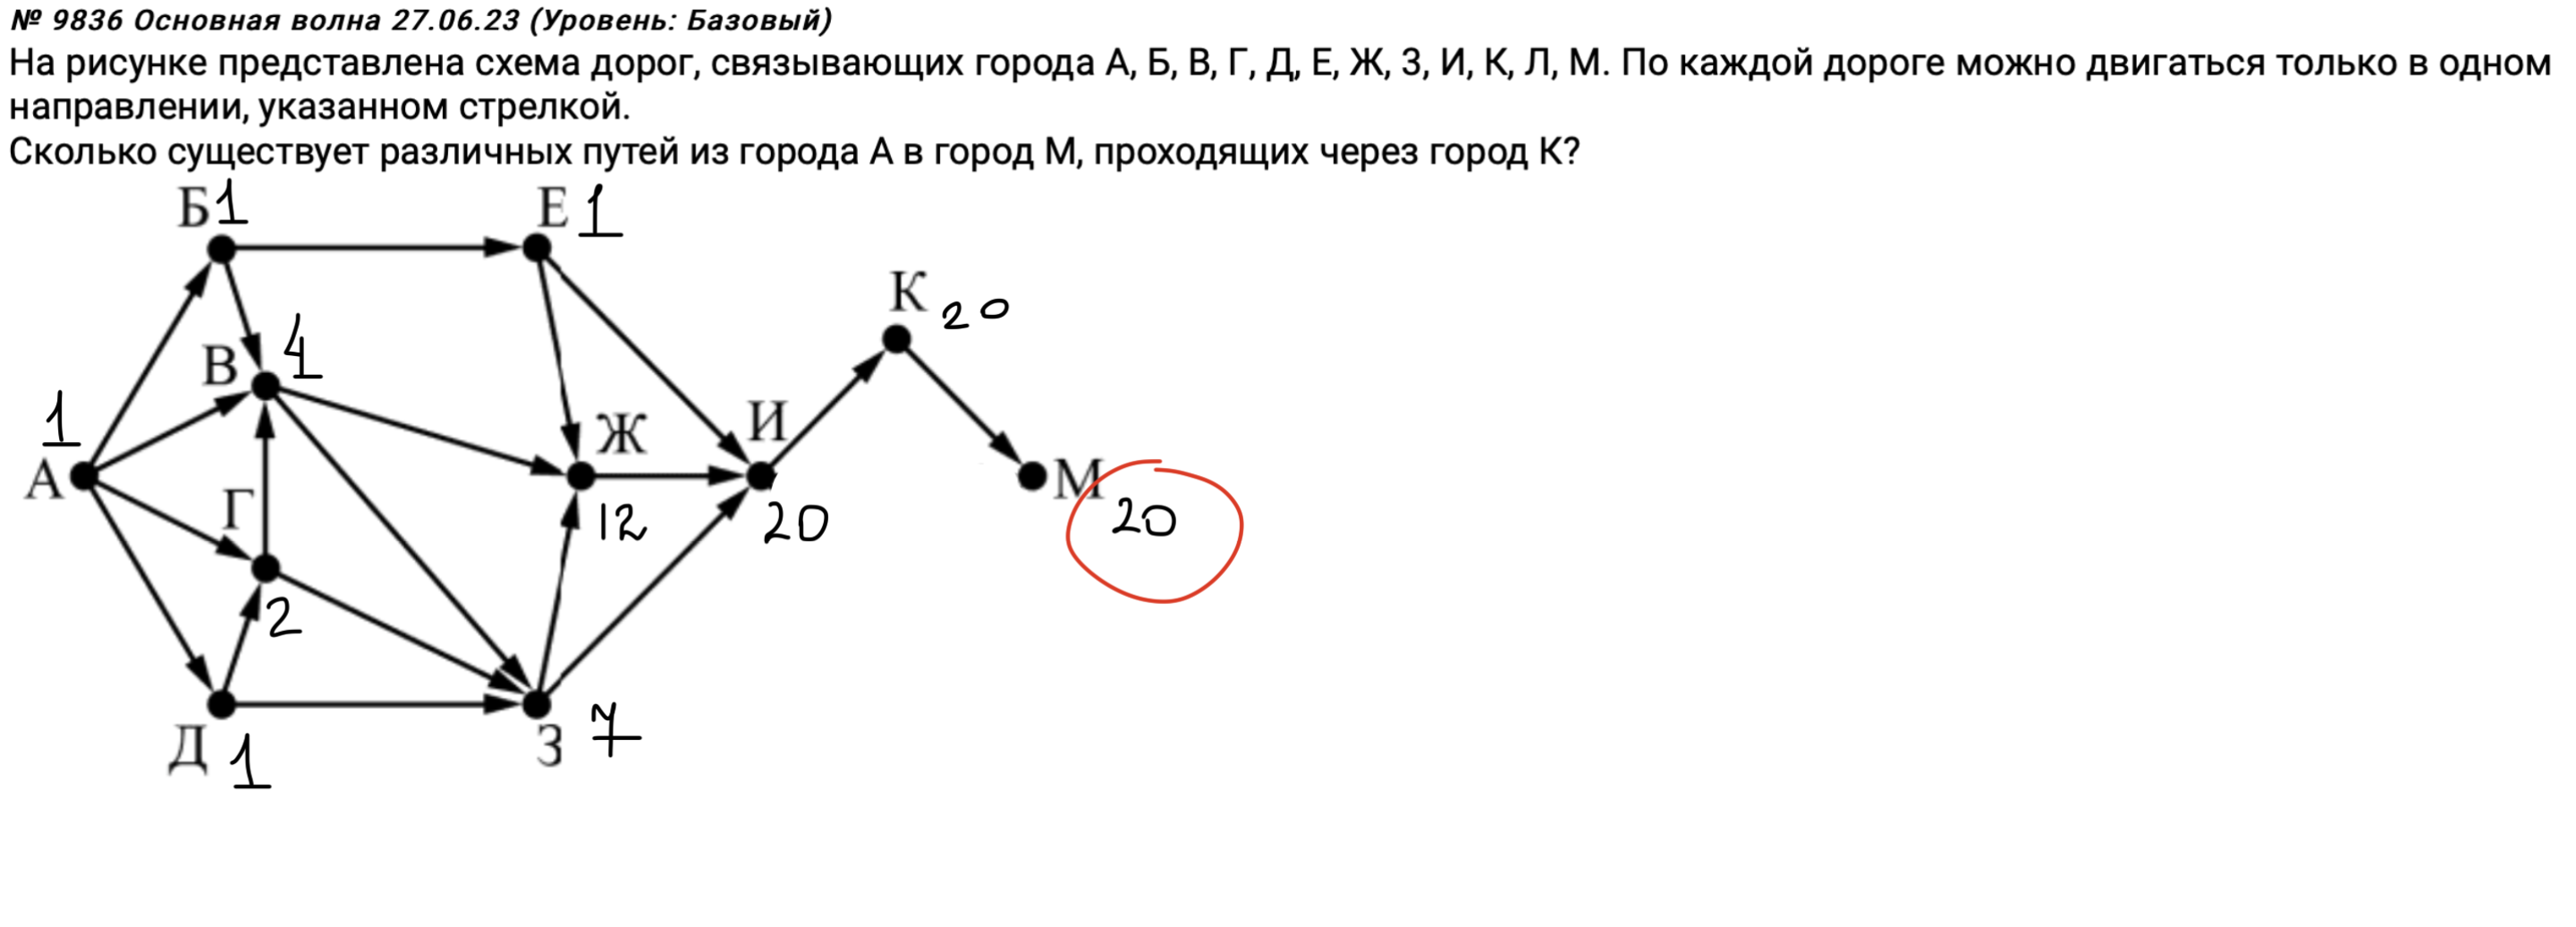 № 9836 Основная волна 27.06.23 (Уровень: Базовый)
На рисунке представлена схема дорог, связывающих города А, Б, В, Г, Д, Е, Ж, З, И, К, Л, М. По каждой дороге можно двигаться только в одном
направлении, указанном стрелкой.
Сколько существует различных путей из города А в город М, проходящих через город К?
Б 1
Е 1
К 20
В 4
1
А
Ж
И
М
Г
12
20
20
2
Д 1
З 7